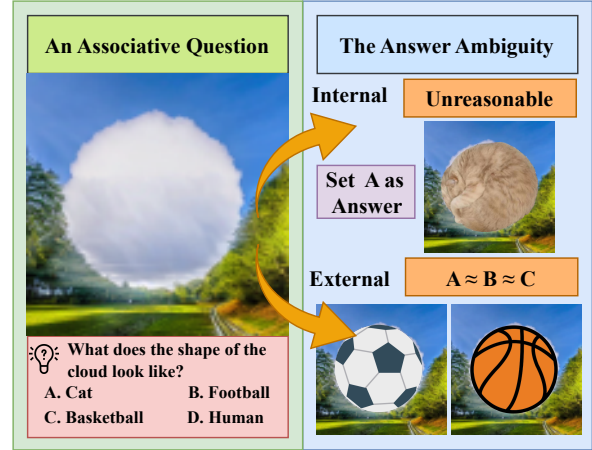 An Associative Question
What does the shape of the
cloud look like?
A. Cat B. Football
C. Basketball D. Human
The Answer Ambiguity
Internal Unreasonable
Set A as
Answer
External A ≈ B ≈ C